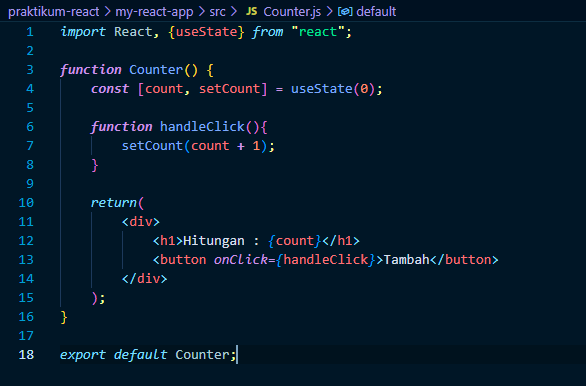 praktikum-react > my-react-app > src > JS Counter.js > default
1 import React, {useState} from "react";
2
3 function Counter() {
4     const [count, setCount] = useState(0);
5
6     function handleClick(){
7         setCount(count + 1);
8     }
9
10     return(
11         <div>
12             <h1>Hitungan : {count}</h1>
13             <button onClick={handleClick}>Tambah</button>
14         </div>
15     );
16 }
17
18 export default Counter;